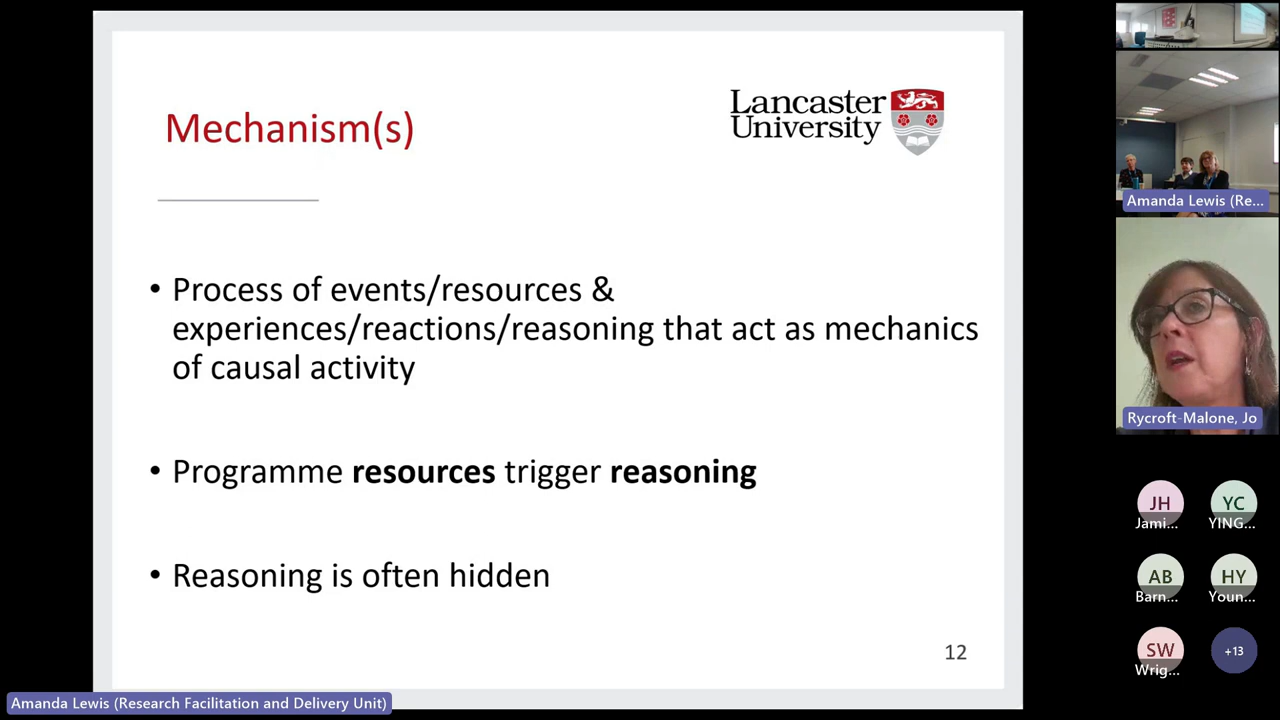 Mechanism(s)
Lancaster
University
• Process of events/resources &
experiences/reactions/reasoning that act as mechanics
of causal activity
• Programme resources trigger reasoning
• Reasoning is often hidden
12
Amanda Lewis (Research Facilitation and Delivery Unit)
Amanda Lewis (Re...
Rycroft-Malone, Jo
JH
Jami...
YC
YING...
AB
Barn...
HY
Youn...
SW
Wrig...
+13